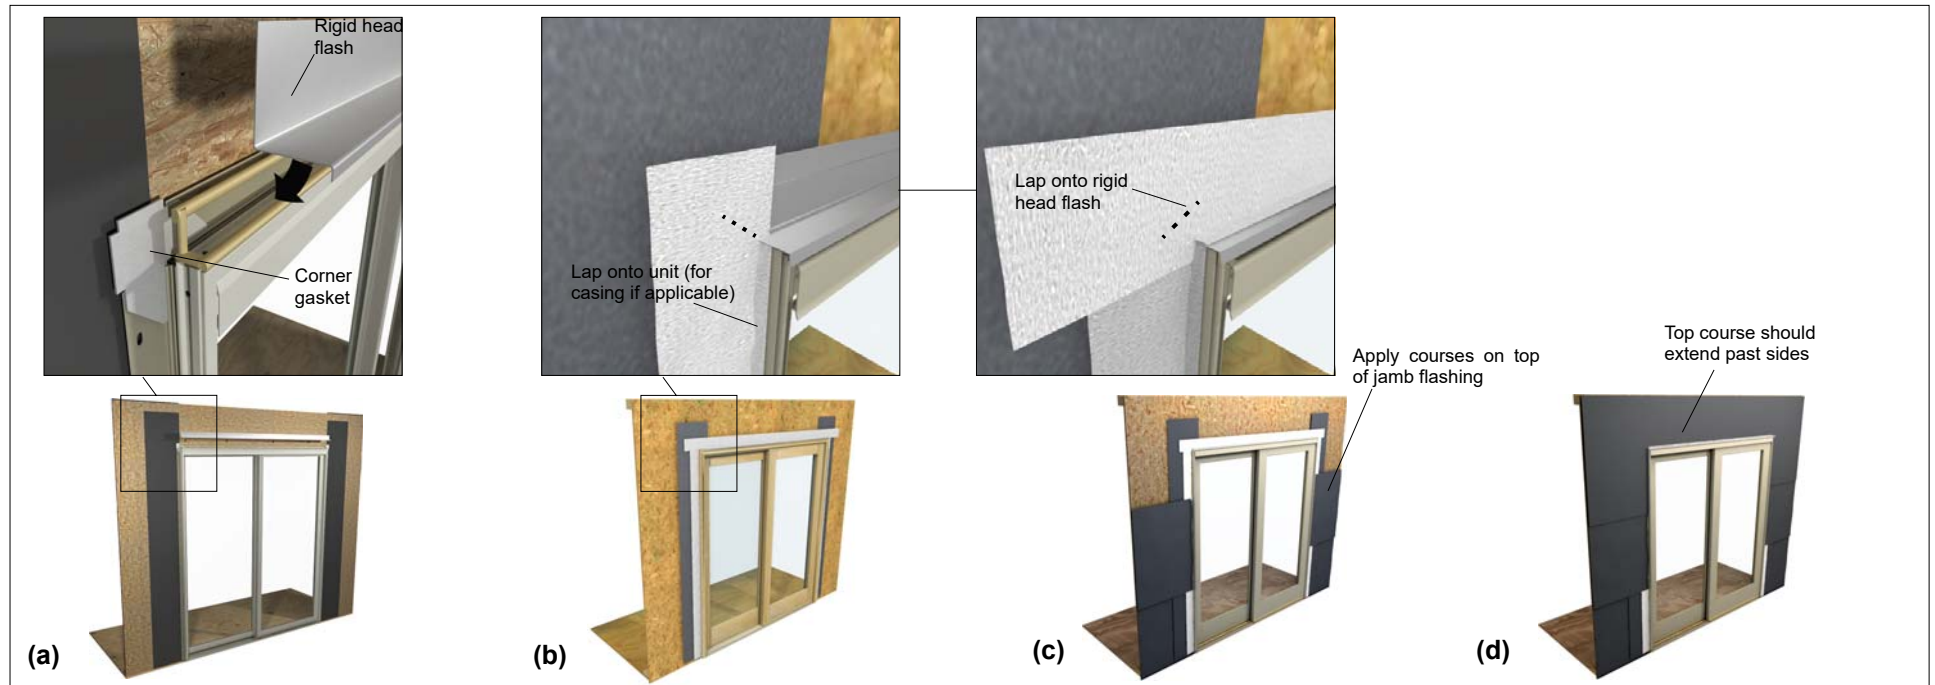 Rigid head
flash
Corner
gasket
Lap onto unit (for
casing if applicable)
Lap onto rigid
head flash
Apply courses on top
of jamb flashing
Top course should
extend past sides
(a)
(b)
(c)
(d)